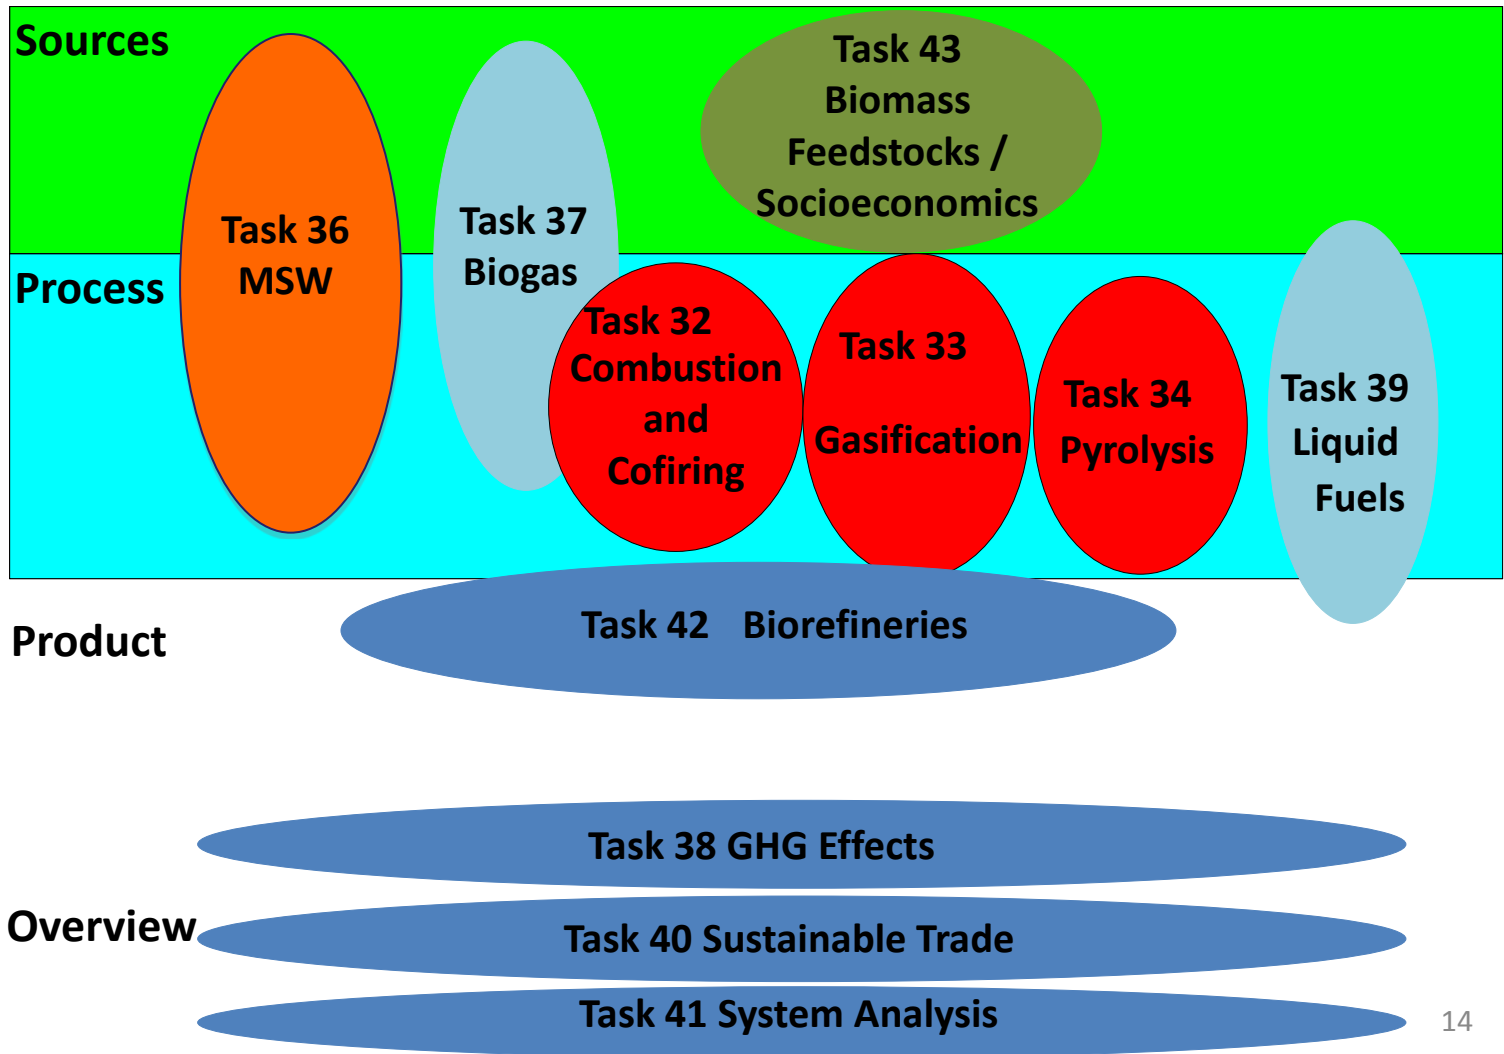 Sources
Task 43
Biomass
Feedstocks /
Socioeconomics
Task 36
MSW
Task 37
Biogas
Process
Task 32
Combustion
and
Cofiring
Task 33
Gasification
Task 34
Pyrolysis
Task 39
Liquid
Fuels
Product
Task 42 Biorefineries
Overview
Task 38 GHG Effects
Task 40 Sustainable Trade
Task 41 System Analysis
14